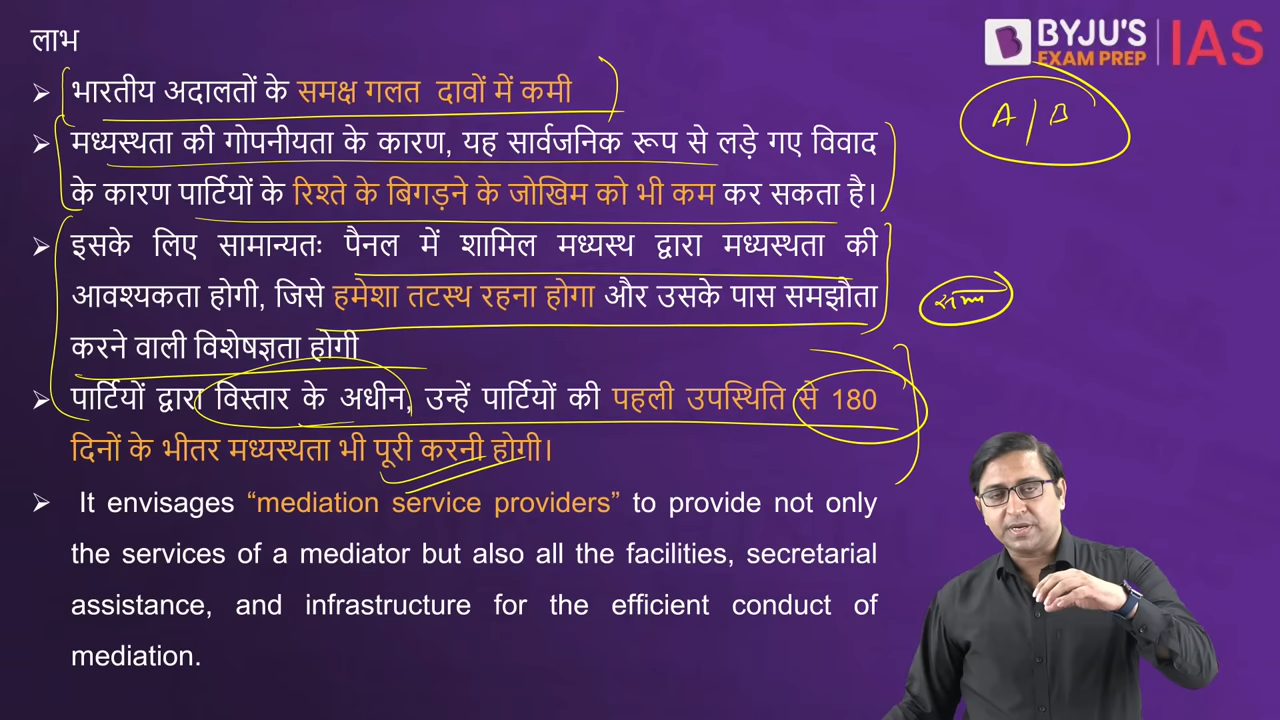 लाभ
BYJU'S
EXAM PREP
IAS
A/B
भारतीय अदालतों के समक्ष गलत दावों में कमी
मध्यस्थता की गोपनीयता के कारण, यह सार्वजनिक रूप से लड़े गए विवाद
के कारण पार्टियों के रिश्ते के बिगड़ने के जोखिम को भी कम कर सकता है।
इसके लिए सामान्यतः पैनल में शामिल मध्यस्थ द्वारा मध्यस्थता की
आवश्यकता होगी, जिसे हमेशा तटस्थ रहना होगा और उसके पास समझौता
करने वाली विशेषज्ञता होगी
पार्टियों द्वारा विस्तार के अधीन, उन्हें पार्टियों की पहली उपस्थिति से 180
दिनों के भीतर मध्यस्थता भी पूरी करनी होगी।
It envisages “mediation service providers” to provide not only
the services of a mediator but also all the facilities, secretarial
assistance, and infrastructure for the efficient conduct of
mediation.